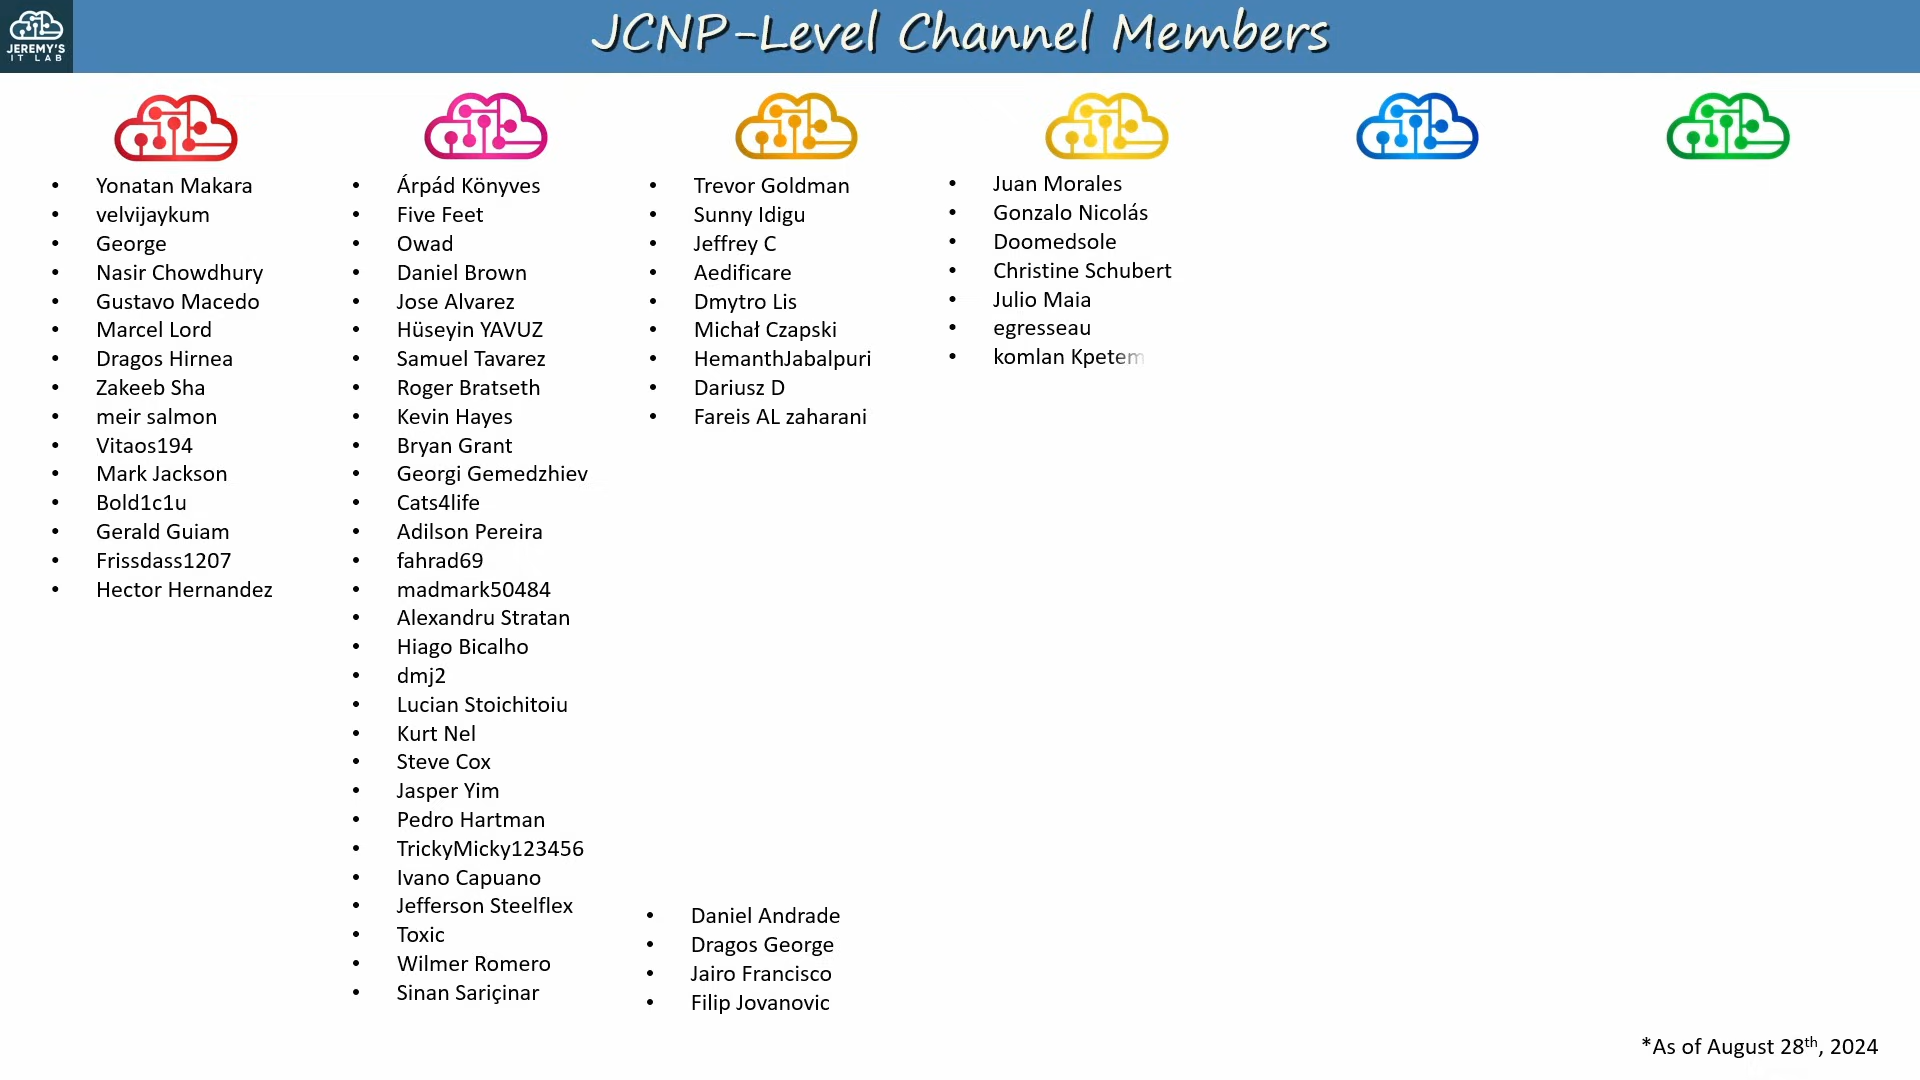 JEREMY'S
IT LAB
JCNP-Level Channel Members
• Yonatan Makara
• velvijaykum
• George
• Nasir Chowdhury
• Gustavo Macedo
• Marcel Lord
• Dragos Hirnea
• Zakeeb Sha
• meir salmon
• Vitaos194
• Mark Jackson
• Bold1c1u
• Gerald Guiam
• Frissdass1207
• Hector Hernandez
• Árpád Könyves
• Five Feet
• Owad
• Daniel Brown
• Jose Alvarez
• Hüseyin YAVUZ
• Samuel Tavarez
• Roger Bratseth
• Kevin Hayes
• Bryan Grant
• Georgi Gemedzhiev
• Cats4life
• Adilson Pereira
• fahrad69
• madmark50484
• Alexandru Stratan
• Hiago Bicalho
• dmj2
• Lucian Stoichitoiu
• Kurt Nel
• Steve Cox
• Jasper Yim
• Pedro Hartman
• TrickyMicky123456
• Ivano Capuano
• Jefferson Steelflex
• Toxic
• Wilmer Romero
• Sinan Sariçinar
• Trevor Goldman
• Sunny Idigu
• Jeffrey C
• Aedificare
• Dmytro Lis
• Michał Czapski
• HemanthJabalpuri
• Dariusz D
• Fareis AL zaharani
• Daniel Andrade
• Dragos George
• Jairo Francisco
• Filip Jovanovic
• Juan Morales
• Gonzalo Nicolás
• Doomedsole
• Christine Schubert
• Julio Maia
• egresseau
• komlan Kpetem
*As of August 28th, 2024